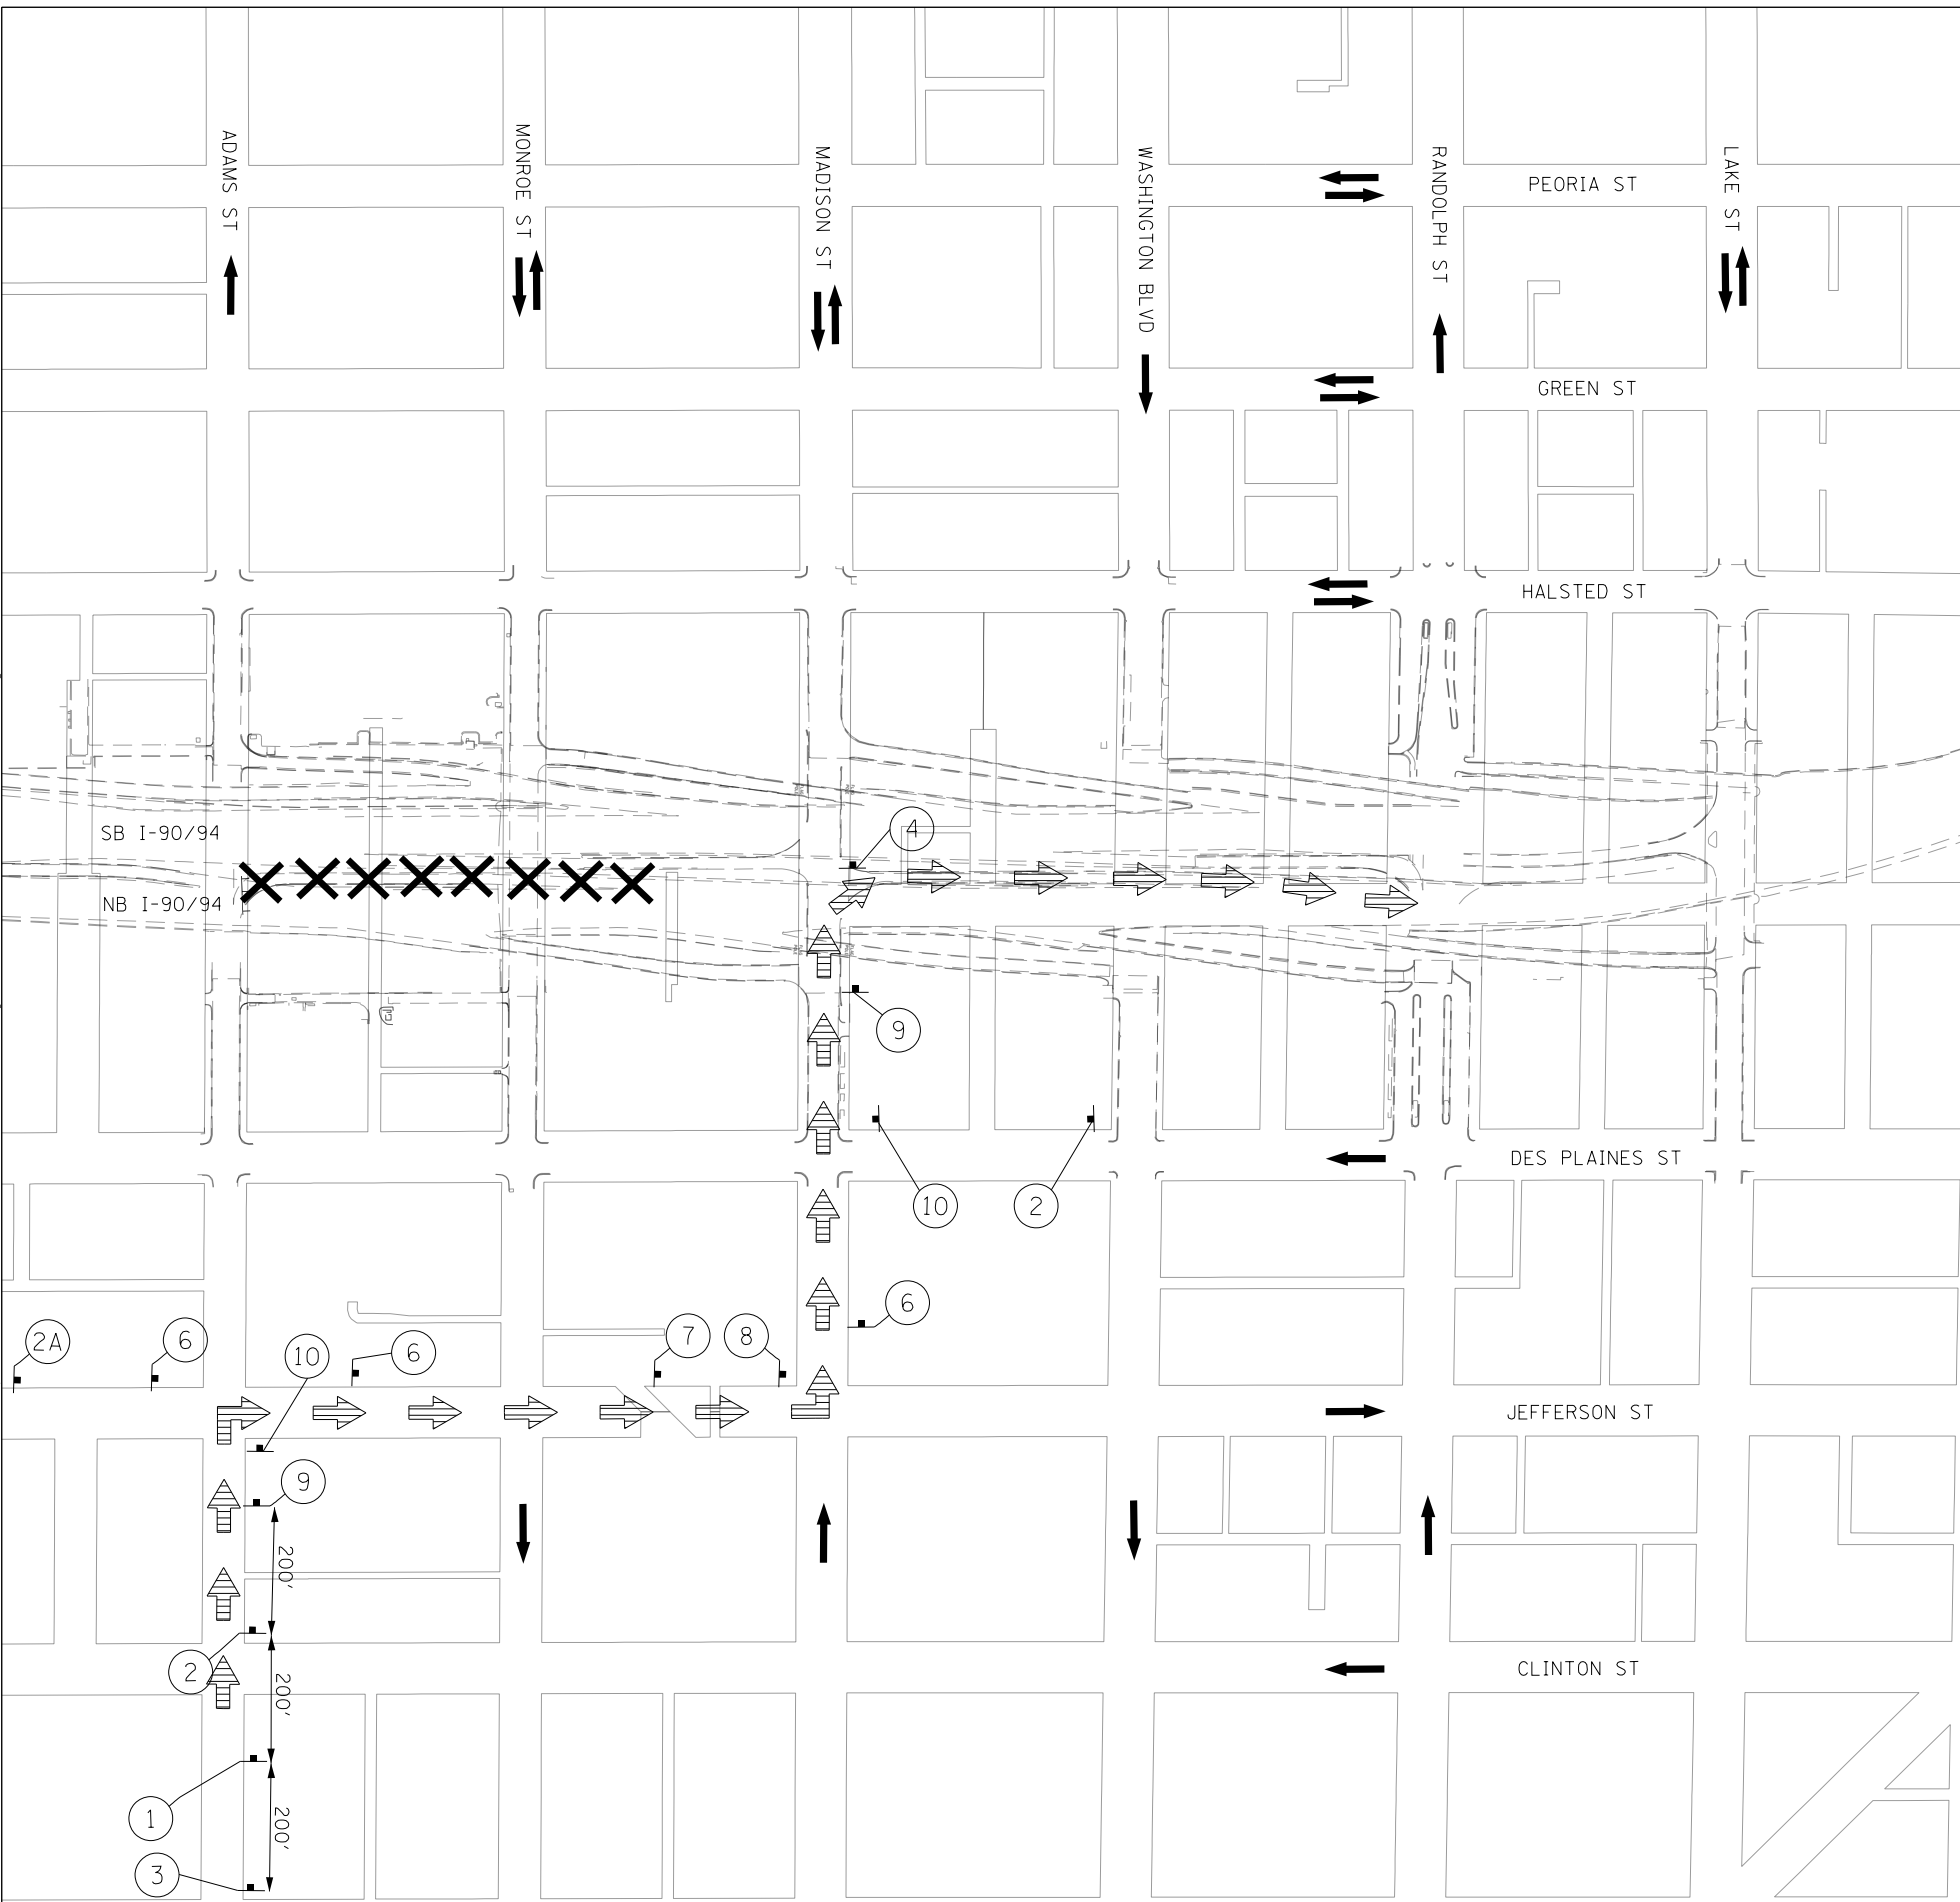 ADAMS ST
MONROE ST
MADISON ST
WASHINGTON BLVD
RANDOLPH ST
LAKE ST
PEORIA ST
GREEN ST
HALSTED ST
SB I-90/94
4
NB I-90/94
9
DES PLAINES ST
10
2
6
2A
6
10
6
7
8
JEFFERSON ST
9
200'
2
CLINTON ST
200'
1
200'
3